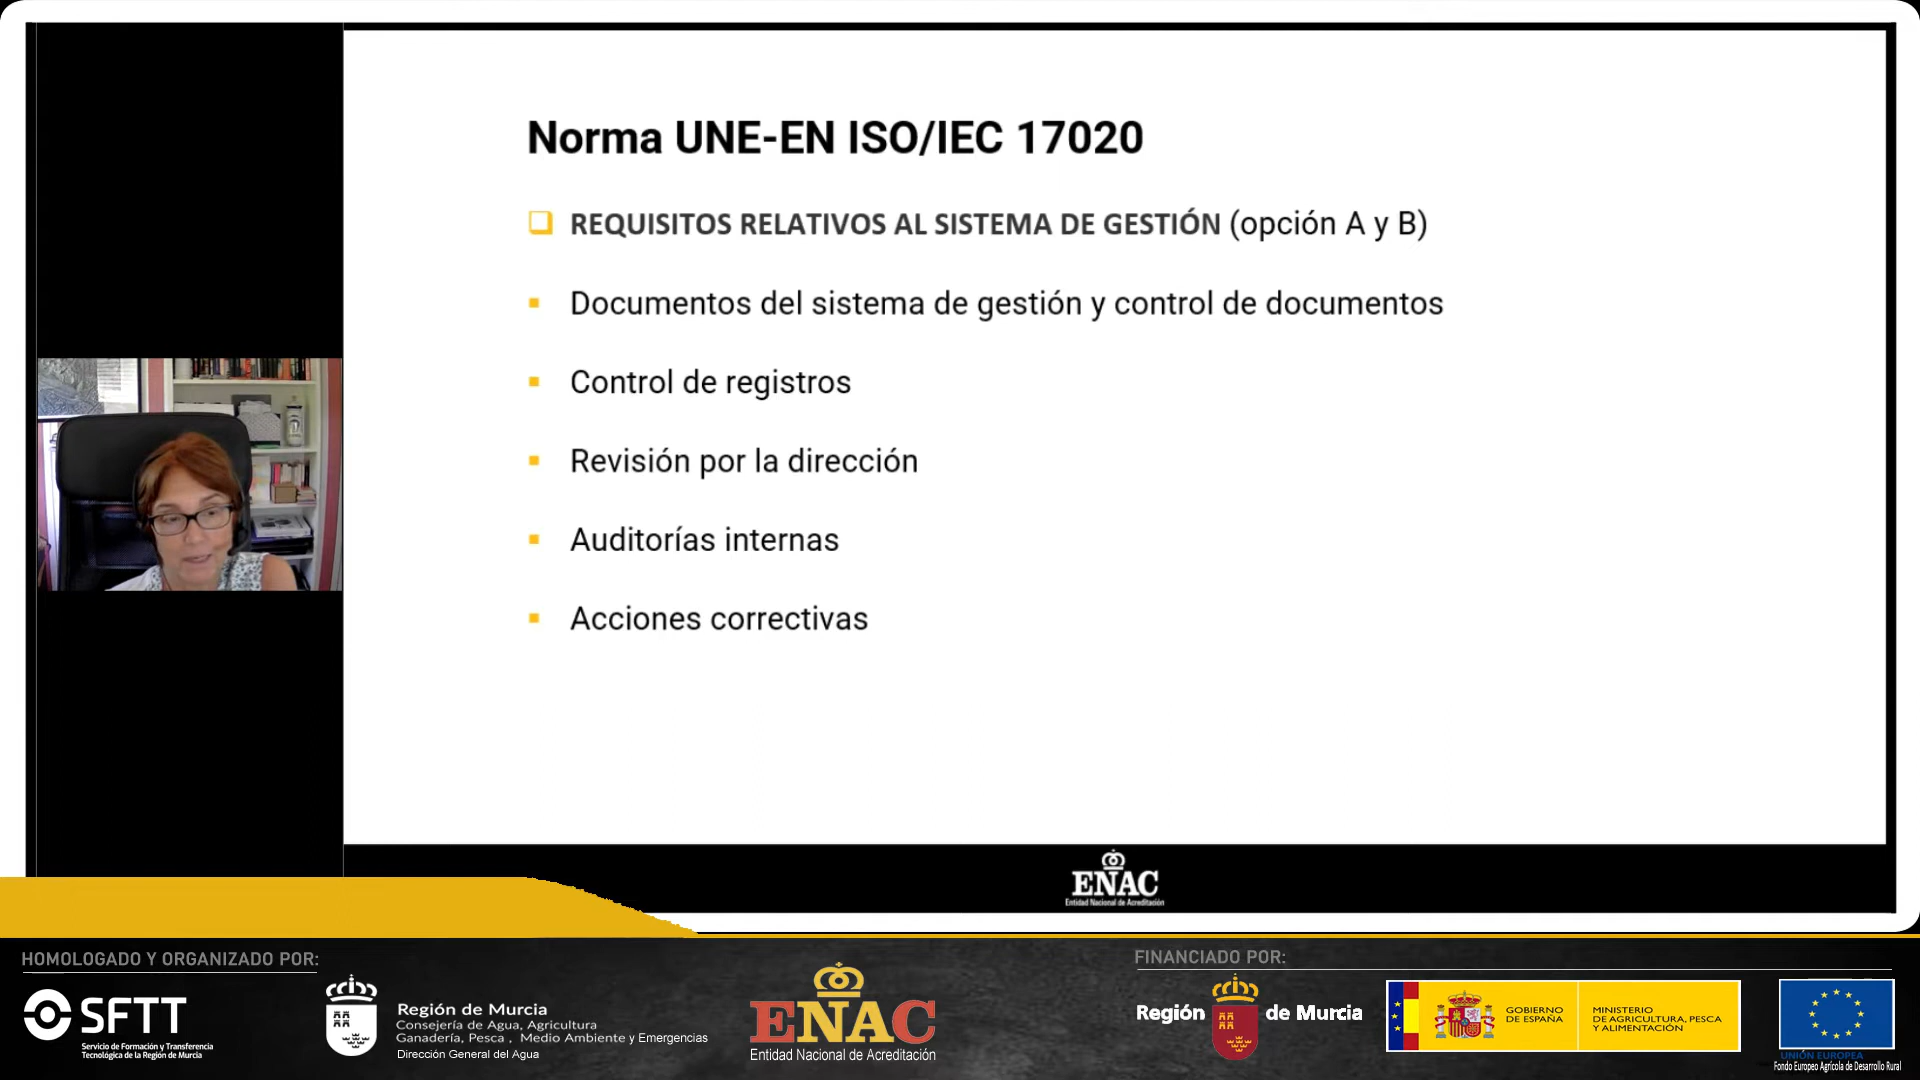 Norma UNE-EN ISO/IEC 17020
REQUISITOS RELATIVOS AL SISTEMA DE GESTIÓN (opción A y B)
Documentos del sistema de gestión y control de documentos
Control de registros
Revisión por la dirección
Auditorías internas
Acciones correctivas
ENAC
Entidad Nacional de Acreditación
HOMOLOGADO Y ORGANIZADO POR:
SFTT
Servicio de Formación y Transferencia
Tecnológica de la Región de Murcia
Región de Murcia
Consejería de Agua, Agricultura
Ganadería, Pesca , Medio Ambiente y Emergencias
Dirección General del Agua
ENAC
Entidad Nacional de Acreditación
FINANCIADO POR:
Región de Murcia
GOBIERNO
DE ESPAÑA
MINISTERIO
DE AGRICULTURA, PESCA
Y ALIMENTACIÓN
UNIÓN EUROPEA
Fondo Europeo Agrícola de Desarrollo Rural